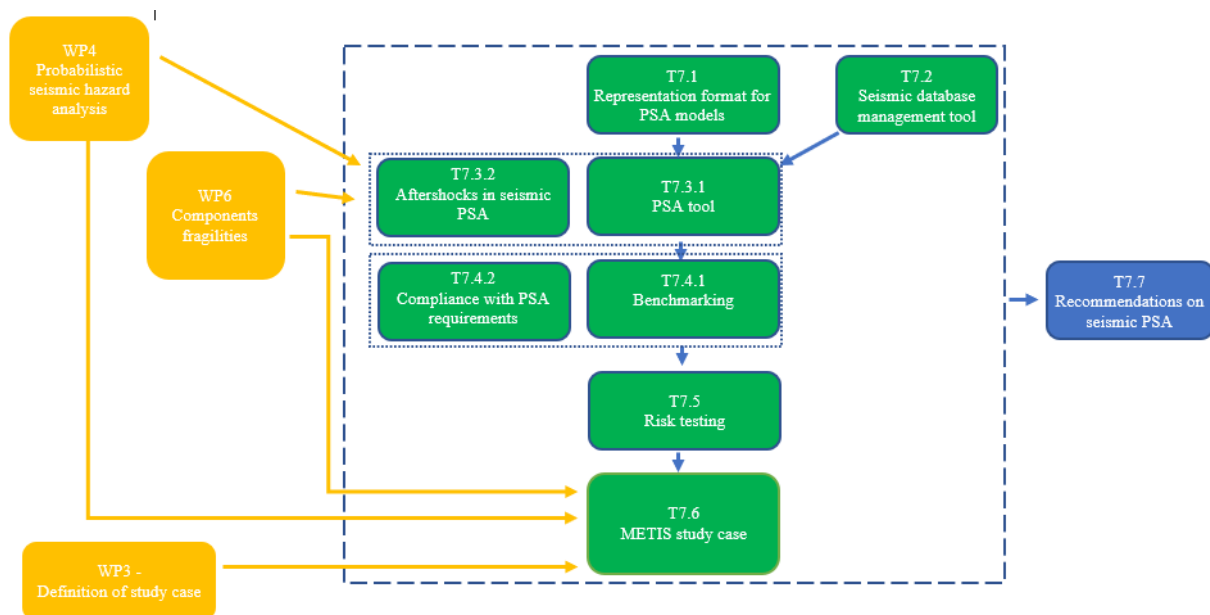 WP4
Probabilistic
seismic hazard
analysis
T7.1
Representation format for
PSA models
T7.2
Seismic database
management tool
WP6
Components
fragilities
T7.3.2
Aftershocks in seismic
PSA
T7.3.1
PSA tool
T7.4.2
Compliance with PSA
requirements
T7.4.1
Benchmarking
T7.7
Recommendations on
seismic PSA
T7.5
Risk testing
T7.6
METIS study case
WP3 -
Definition of study case